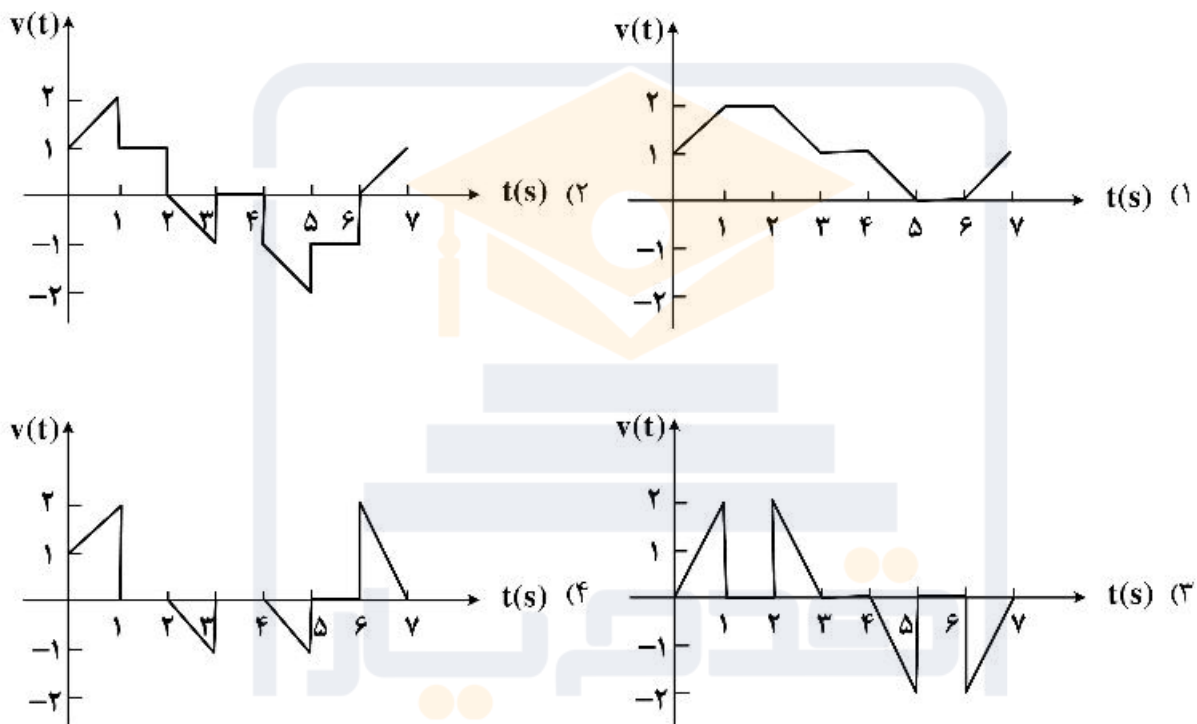 v(t)
۲
۱
-۱
-۲
۱ ۲ ۳ ۴ ۵ ۶ ۷
t(s) (۱
v(t)
۲
۱
-۱
-۲
۱ ۲ ۳ ۴ ۵ ۶ ۷
t(s) (۲
v(t)
۲
۱
-۱
-۲
۱ ۲ ۳ ۴ ۵ ۶ ۷
t(s) (۳
v(t)
۲
۱
-۱
-۲
۱ ۲ ۳ ۴ ۵ ۶ ۷
t(s) (۴
قدم یار